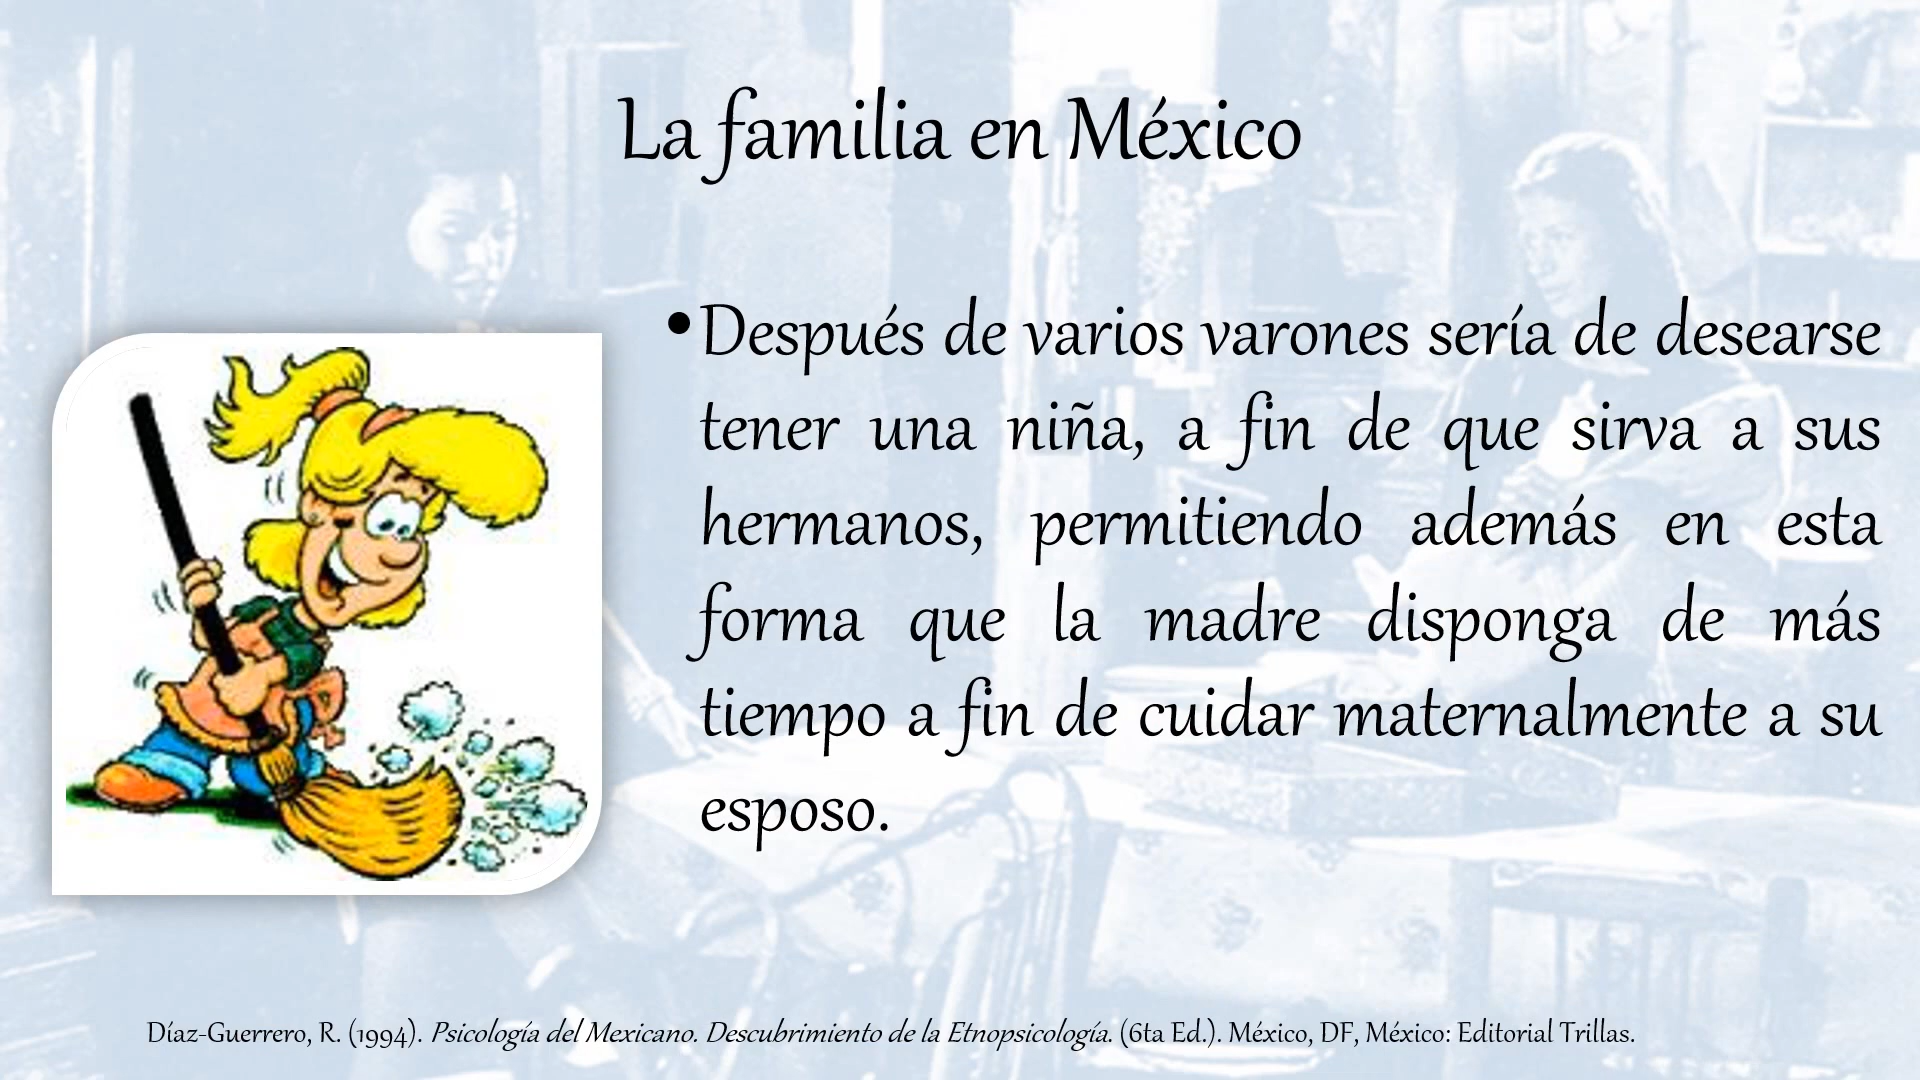 La familia en México
•Después de varios varones sería de desearse
tener una niña, a fin de que sirva a sus
hermanos, permitiendo además en esta
forma que la madre disponga de más
tiempo a fin de cuidar maternalmente a su
esposo.
Díaz-Guerrero, R. (1994). Psicología del Mexicano. Descubrimiento de la Etnopsicología. (6ta Ed.). México, DF, México: Editorial Trillas.